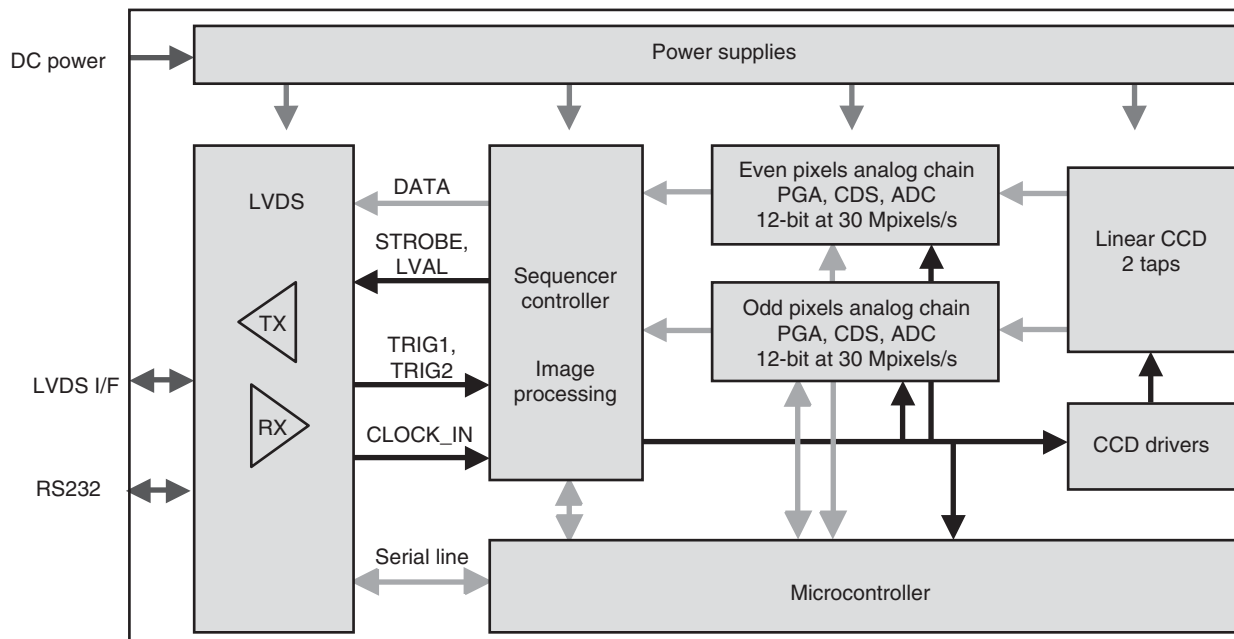 DC power
Power supplies
LVDS
DATA
STROBE,
LVAL
TX
TRIG1,
TRIG2
RX
CLOCK_IN
LVDS I/F
RS232
Serial line
Sequencer
controller
Image
processing
Even pixels analog chain
PGA, CDS, ADC
12-bit at 30 Mpixels/s
Odd pixels analog chain
PGA, CDS, ADC
12-bit at 30 Mpixels/s
Linear CCD
2 taps
CCD drivers
Microcontroller